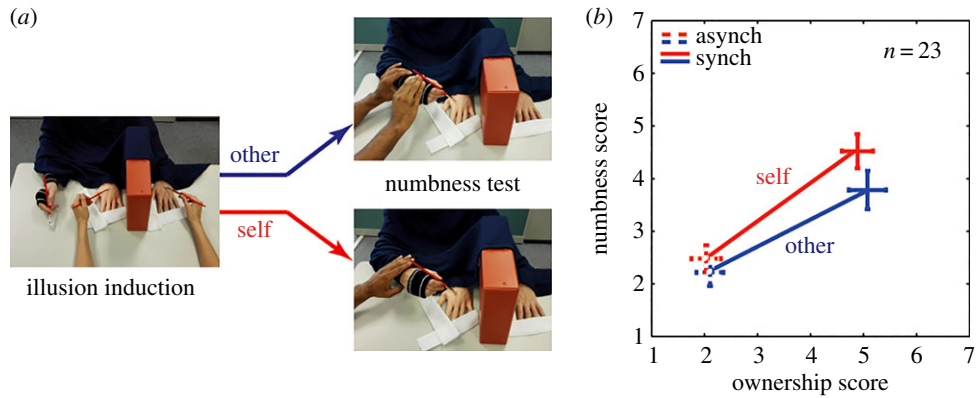 (a)
other
self
illusion induction
numbness test
(b)
asynch
synch
n = 23
self
other
numbness score
7
6
5
4
3
2
1
1 2 3 4 5 6 7
ownership score